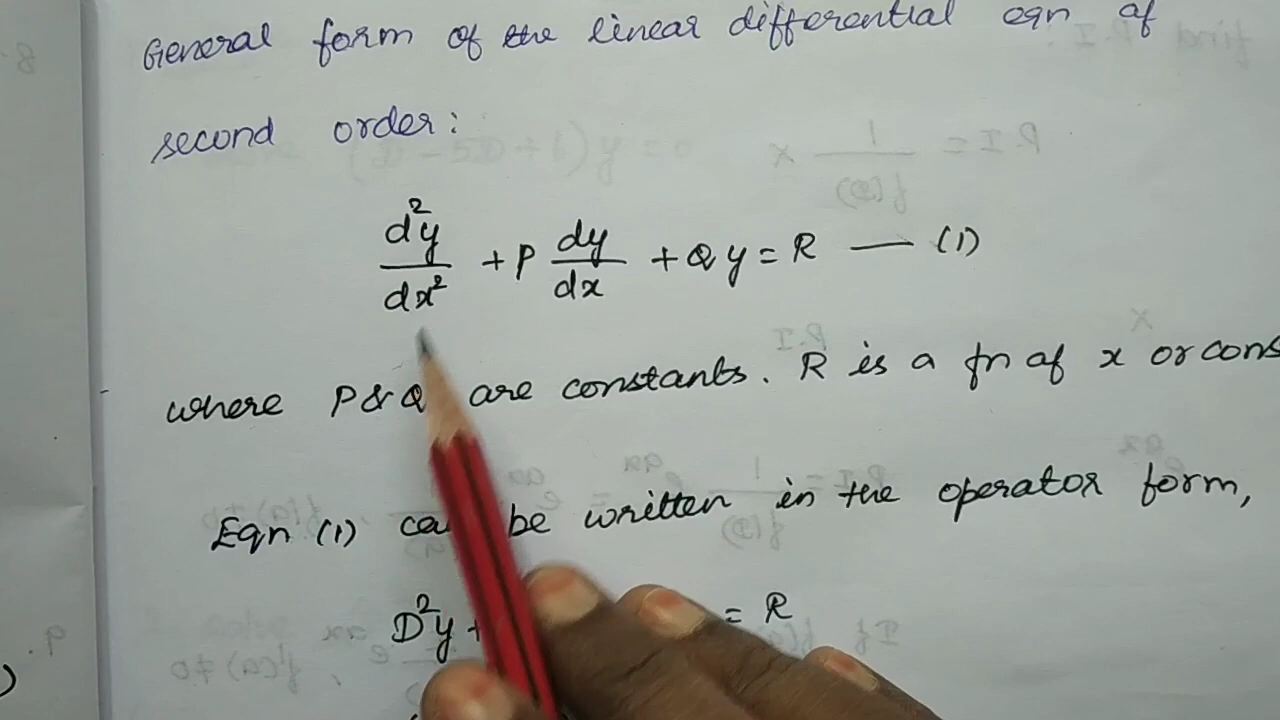 General form of the linear differential eqn of
second order:
d²y/dx² + P dy/dx + Qy = R — (1)
where P & Q are constants. R is a fn of x or cons
Eqn (1) can be written in the operator form,
D²y + = R